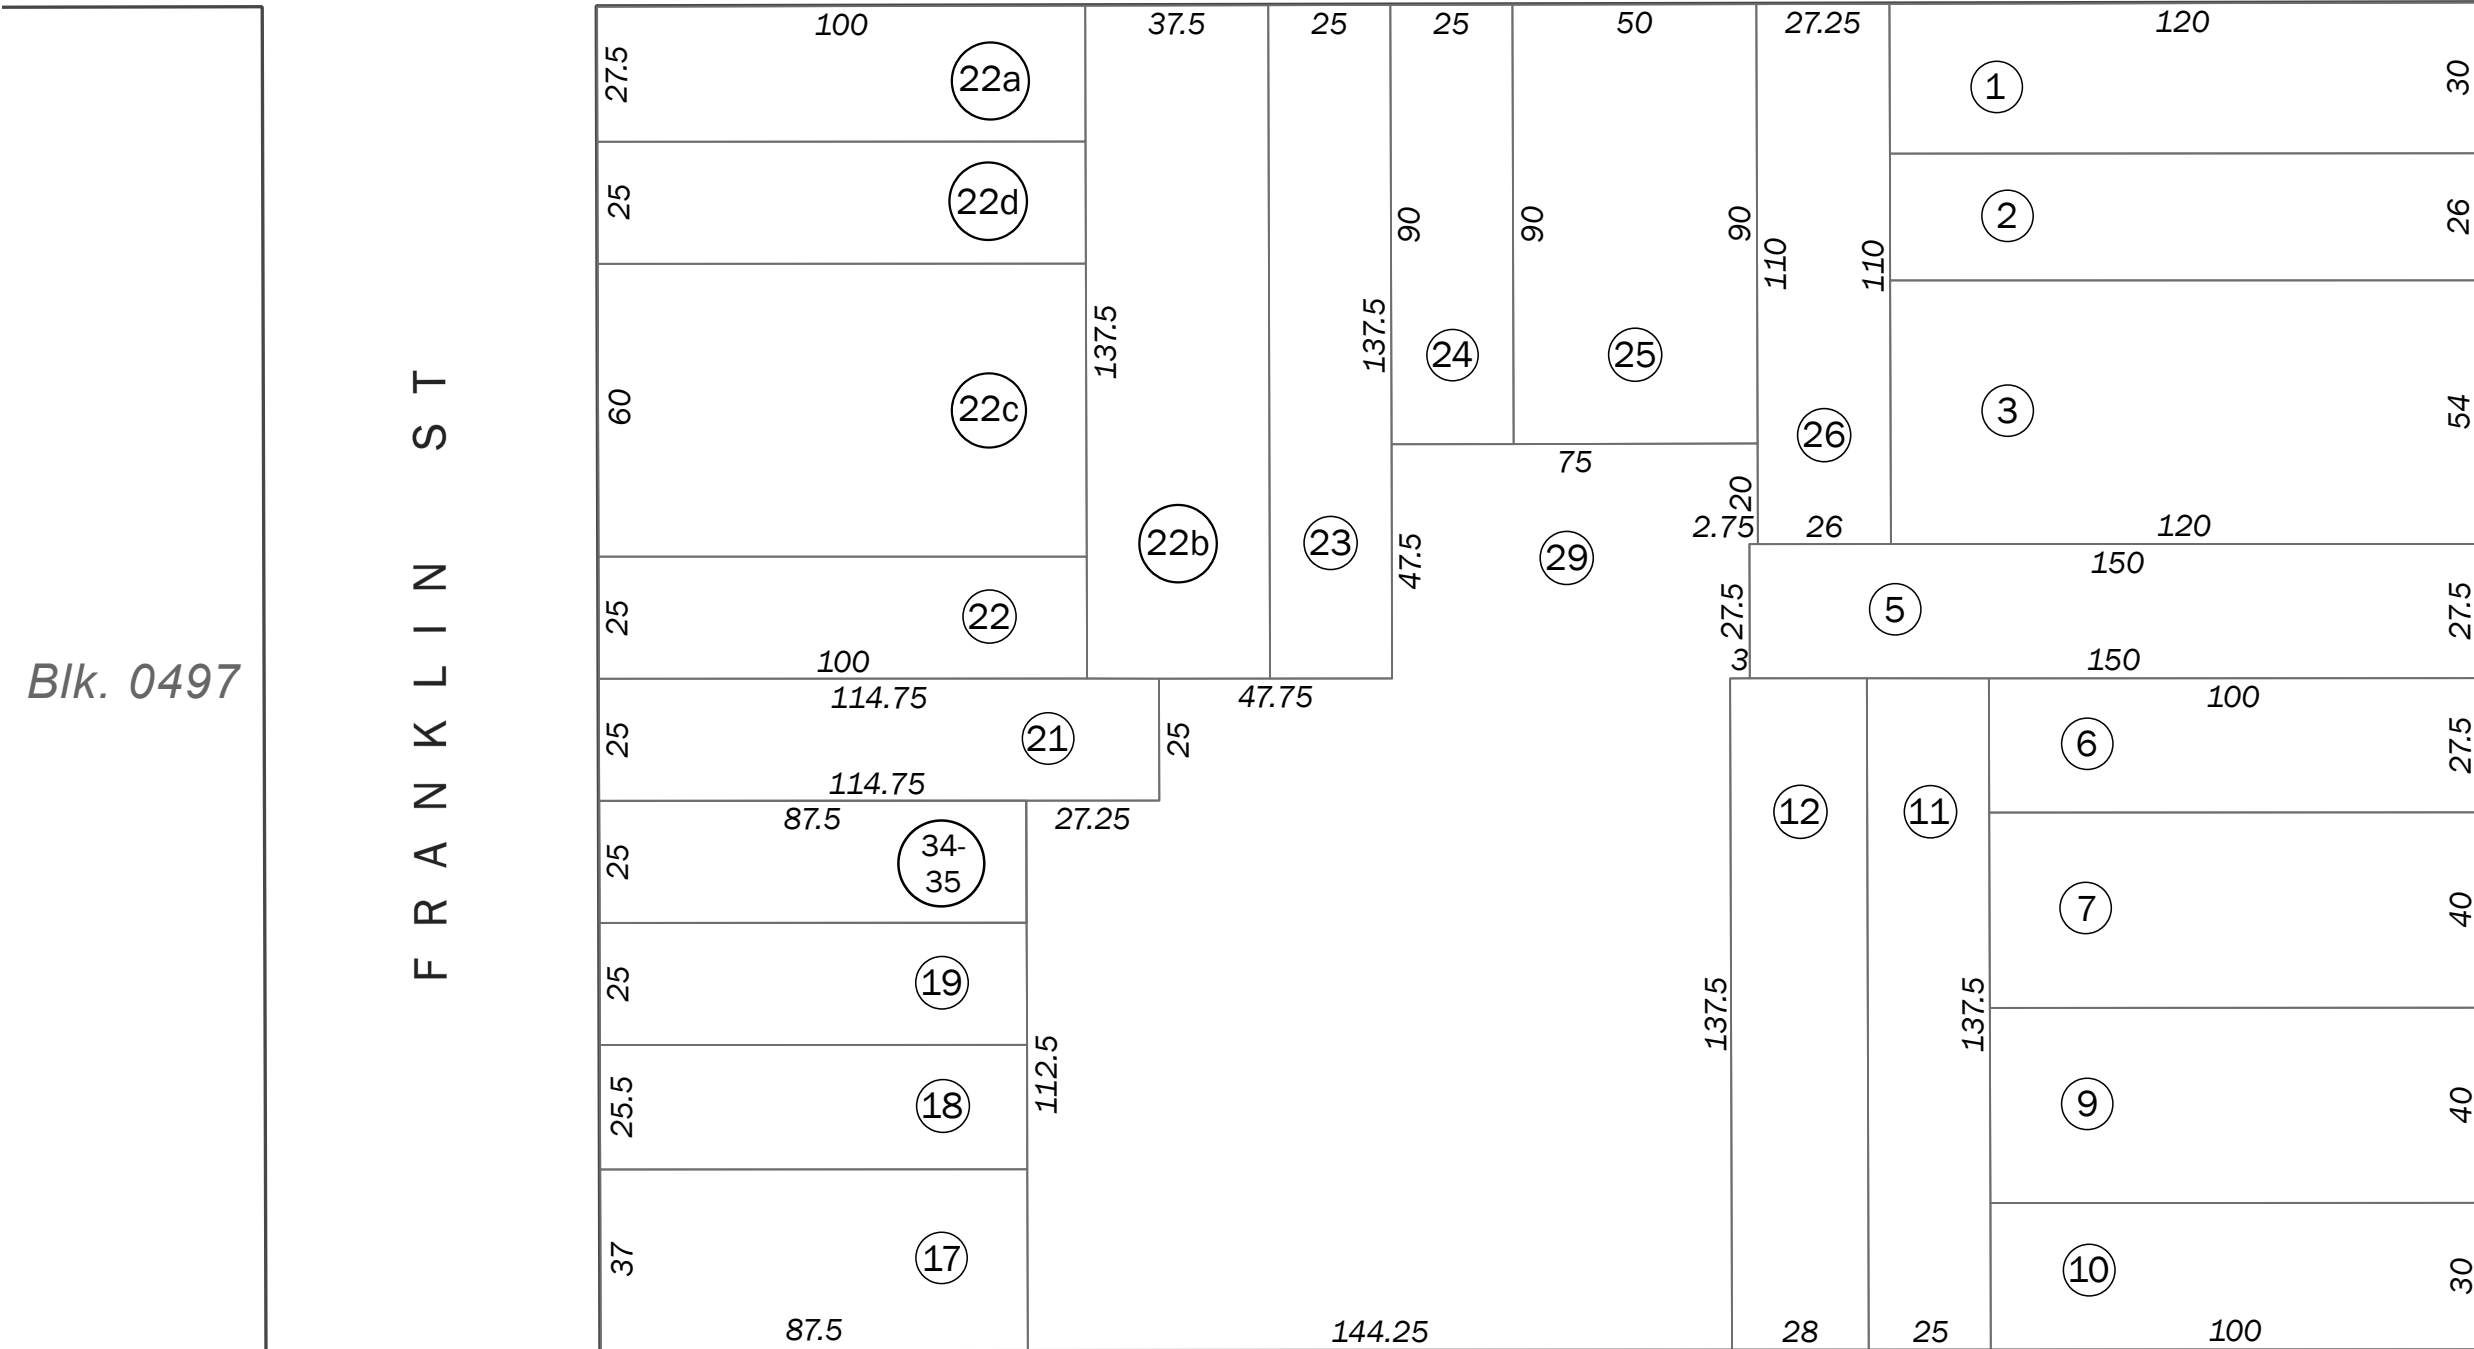 100 37.5 25 25 50 27.25 120
27.5 22a 1 30
25 22d 2 26
90 90 90 110 110
137.5 137.5
60 22c 24 25 26 3 54
75
20
2.75 26 120
22b 23 47.5 29
150
25 22 27.5 5 27.5
100 3 150
FRANKLIN ST
Blk. 0497
114.75 47.75 100
25 21 25 6 27.5
114.75
87.5 27.25
12 11
25 34-
35
7 40
25 19 137.5 137.5
112.5
25.5 18 9 40
37 17 10 30
87.5 144.25 28 25 100